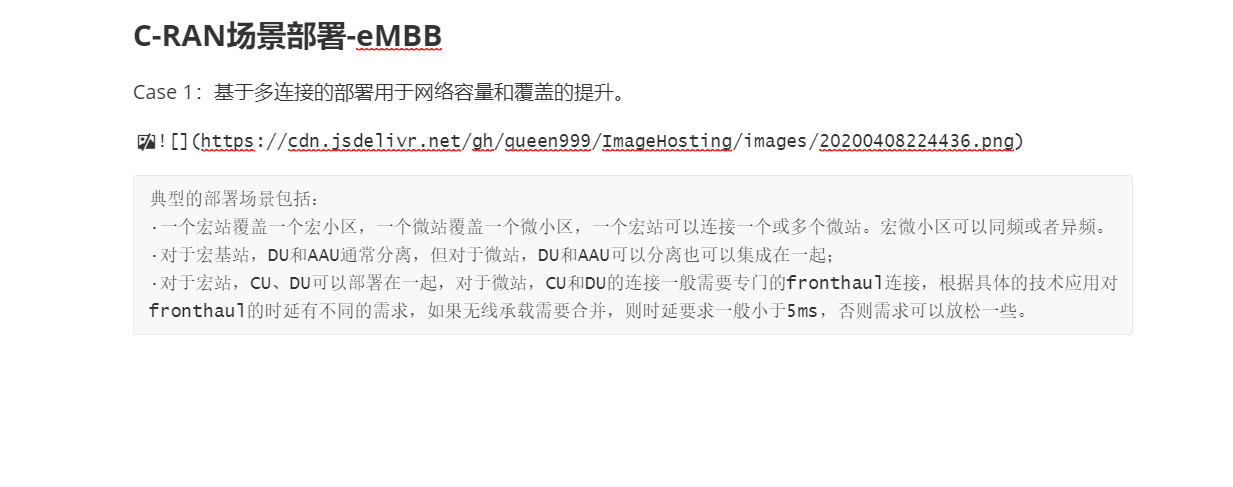 C-RAN场景部署-eMBB
Case 1：基于多连接的部署用于网络容量和覆盖的提升。
![](https://cdn.jsdelivr.net/gh/queen999/ImageHosting/images/20200408224436.png)
典型的部署场景包括：
·一个宏站覆盖一个宏小区，一个微站覆盖一个微小区，一个宏站可以连接一个或多个微站。宏微小区可以同频或者异频。
·对于宏基站，DU和AAU通常分离，但对于微站，DU和AAU可以分离也可以集成在一起；
·对于宏站，CU、DU可以部署在一起，对于微站，CU和DU的连接一般需要专门的fronthaul连接，根据具体的技术应用对
fronthaul的时延有不同的需求，如果无线承载需要合并，则时延要求一般小于5ms，否则需求可以放松一些。